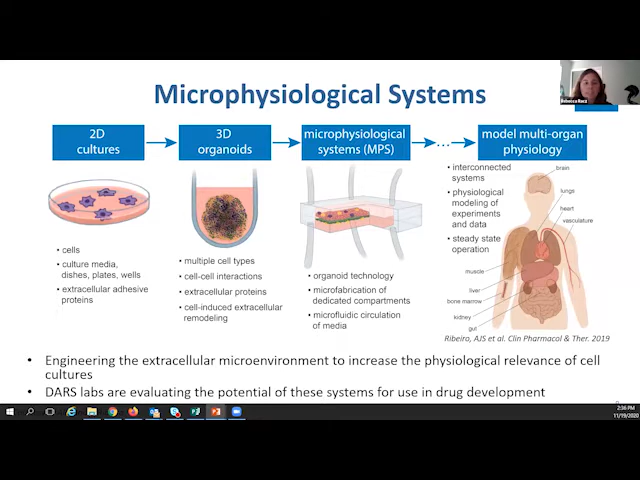 Rebecca Racz
Microphysiological Systems
2D
cultures
3D
organoids
microphysiological
systems (MPS)
...
model multi-organ
physiology
• cells
• culture media,
dishes, plates, wells
• extracellular adhesive
proteins
• multiple cell types
• cell-cell interactions
• extracellular proteins
• cell-induced extracellular
remodeling
• organoid technology
• microfabrication of
dedicated compartments
• microfluidic circulation
of media
• interconnected
systems
• physiological
modeling of
experiments
and data
• steady state
operation
brain
lungs
heart
vasculature
muscle
liver
bone marrow
kidney
gut
Ribeiro, AJS et al. Clin Pharmacol & Ther. 2019
• Engineering the extracellular microenvironment to increase the physiological relevance of cell
cultures
• DARS labs are evaluating the potential of these systems for use in drug development
2:36 PM
11/19/2020